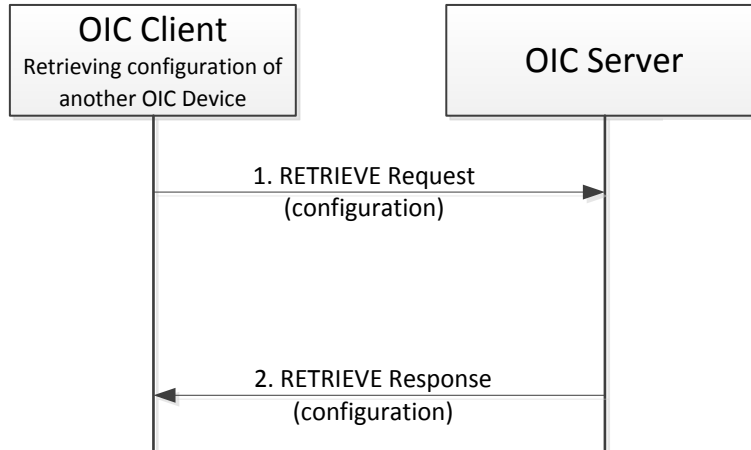 OIC Client
Retrieving configuration of
another OIC Device
OIC Server
1. RETRIEVE Request
(configuration)
2. RETRIEVE Response
(configuration)